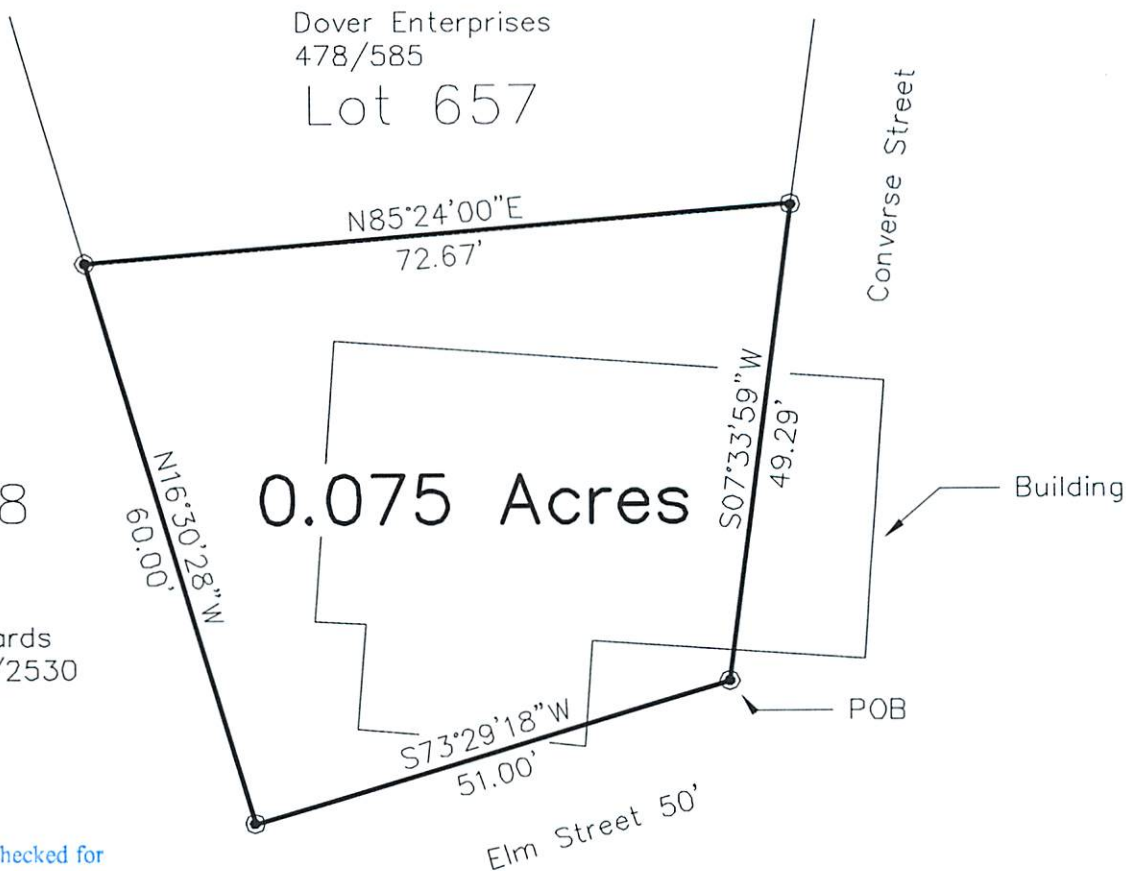 Dover Enterprises
478/585
Lot 657
Converse Street
N85°24'00"E
72.67'
S07°33'59"W
49.29'
Building
0.075 Acres
N16°30'28"W
60.00'
8
ards
/2530
POB
S73°29'18"W
51.00'
Elm Street 50'
hecked for